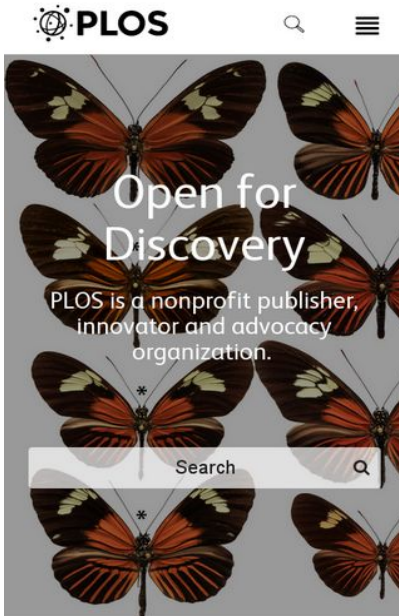 PLOS
Open for
Discovery
*
PLOS is a nonprofit publisher,
innovator and advocacy
organization.
*
Search
*